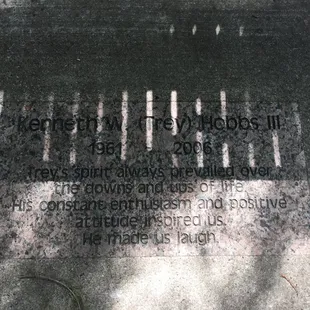 Kenneth W. (Trey) Hobbs III
1961 - 2006
Trey's spirit always prevailed over
the downs and ups of life.
His constant enthusiasm and positive
attitude inspired us.
He made us laugh.